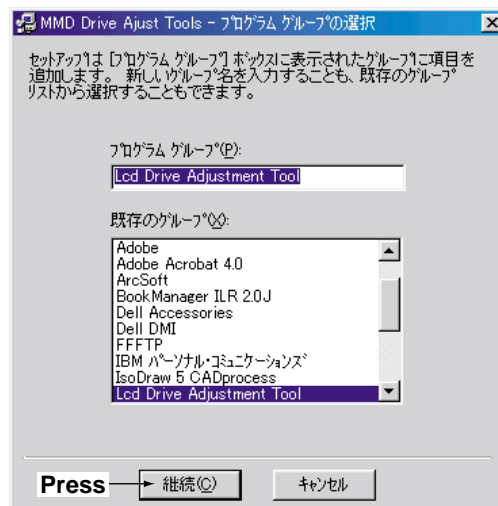 MMD Drive Ajust Tools - プログラム グループの選択
セットアップは [プログラム グループ] ボックスに表示されたグループに項目を
追加します。 新しいグループ名を入力することも、既存のグループ
リストから選択することもできます。
プログラム グループ(P):
Lcd Drive Adjustment Tool
既存のグループ(X):
Adobe
Adobe Acrobat 4.0
ArcSoft
BookManager ILR 2.0J
Dell Accessories
Dell DMI
FFFTP
IBM パーソナル・コミュニケーションズ
IsoDraw 5 CADprocess
Lcd Drive Adjustment Tool
Press 継続(C) キャンセル